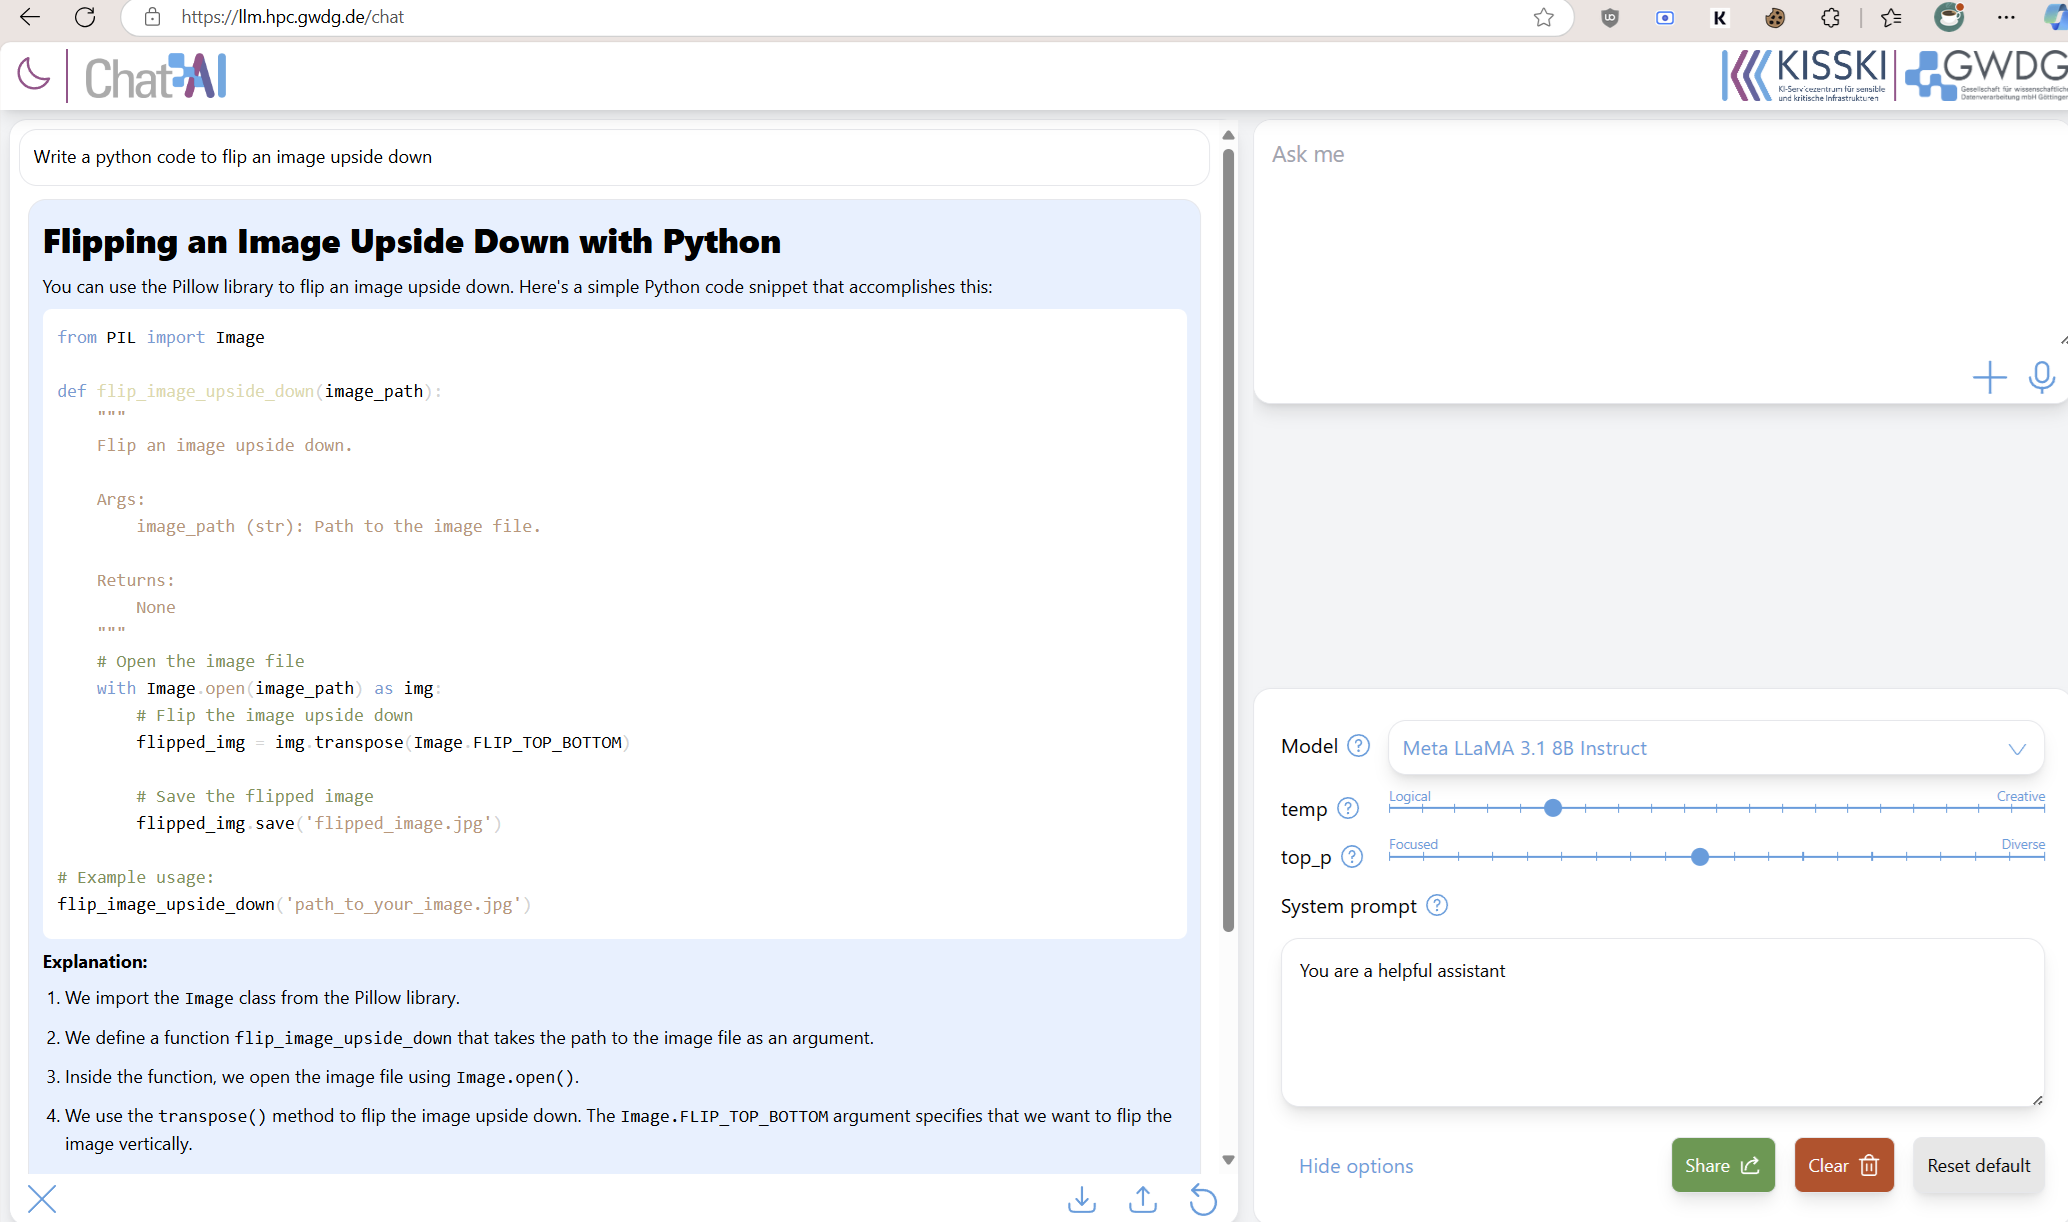 https://llm.hpc.gwdg.de/chat
Chat AI
KISSKI
KI-Servicezentrum für sensible
und kritische Infrastrukturen
GWDG
Gesellschaft für wissenschaftliche
Datenverarbeitung mbH Göttingen
Write a python code to flip an image upside down
Flipping an Image Upside Down with Python
You can use the Pillow library to flip an image upside down. Here's a simple Python code snippet that accomplishes this:
from PIL import Image
def flip_image_upside_down(image_path):
"""
Flip an image upside down.
Args:
image_path (str): Path to the image file.
Returns:
None
"""
# Open the image file
with Image.open(image_path) as img:
# Flip the image upside down
flipped_img = img.transpose(Image.FLIP_TOP_BOTTOM)
# Save the flipped image
flipped_img.save('flipped_image.jpg')
# Example usage:
flip_image_upside_down('path_to_your_image.jpg')
Explanation:
1. We import the Image class from the Pillow library.
2. We define a function flip_image_upside_down that takes the path to the image file as an argument.
3. Inside the function, we open the image file using Image.open().
4. We use the transpose() method to flip the image upside down. The Image.FLIP_TOP_BOTTOM argument specifies that we want to flip the
image vertically.
Ask me
Model
Meta LLaMA 3.1 8B Instruct
temp
Logical
Creative
top_p
Focused
Diverse
System prompt
You are a helpful assistant
Hide options
Share
Clear
Reset default